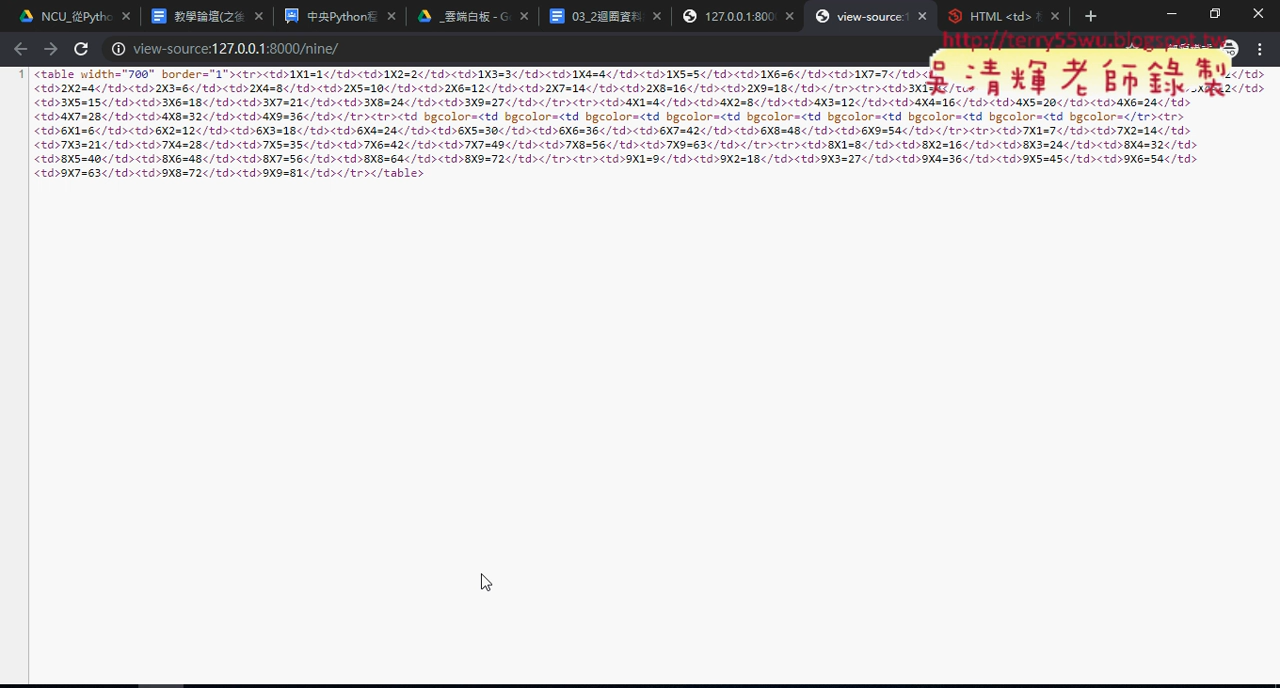 NCU_從Pytho
教學論壇(之後
中央Python程
_雲端白板 - Go
03_2迴圈資料
127.0.0.1:800
view-source:1
HTML <td>
view-source:127.0.0.1:8000/nine/
http://terry55wu.blogspot.tw
吳清輝老師錄製
1
<table width="700" border="1"><tr><td>1X1=1</td><td>1X2=2</td><td>1X3=3</td><td>1X4=4</td><td>1X5=5</td><td>1X6=6</td><td>1X7=7</td>
<td>2X2=4</td><td>2X3=6</td><td>2X4=8</td><td>2X5=10</td><td>2X6=12</td><td>2X7=14</td><td>2X8=16</td><td>2X9=18</td></tr><tr><td>3X1=3</td>
<td>3X5=15</td><td>3X6=18</td><td>3X7=21</td><td>3X8=24</td><td>3X9=27</td></tr><tr><td>4X1=4</td><td>4X2=8</td><td>4X3=12</td><td>4X4=16</td><td>4X5=20</td><td>4X6=24</td>
<td>4X7=28</td><td>4X8=32</td><td>4X9=36</td></tr><tr><td bgcolor=<td bgcolor=<td bgcolor=<td bgcolor=<td bgcolor=<td bgcolor=<td bgcolor=<td bgcolor=<td bgcolor=</tr><tr>
<td>6X1=6</td><td>6X2=12</td><td>6X3=18</td><td>6X4=24</td><td>6X5=30</td><td>6X6=36</td><td>6X7=42</td><td>6X8=48</td><td>6X9=54</td></tr><tr><td>7X1=7</td><td>7X2=14</td>
<td>7X3=21</td><td>7X4=28</td><td>7X5=35</td><td>7X6=42</td><td>7X7=49</td><td>7X8=56</td><td>7X9=63</td></tr><tr><td>8X1=8</td><td>8X2=16</td><td>8X3=24</td><td>8X4=32</td>
<td>8X5=40</td><td>8X6=48</td><td>8X7=56</td><td>8X8=64</td><td>8X9=72</td></tr><tr><td>9X1=9</td><td>9X2=18</td><td>9X3=27</td><td>9X4=36</td><td>9X5=45</td><td>9X6=54</td>
<td>9X7=63</td><td>9X8=72</td><td>9X9=81</td></tr></table>